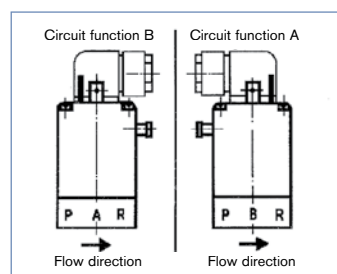 Circuit function B
Circuit function A
P A R
P B R
Flow direction
Flow direction